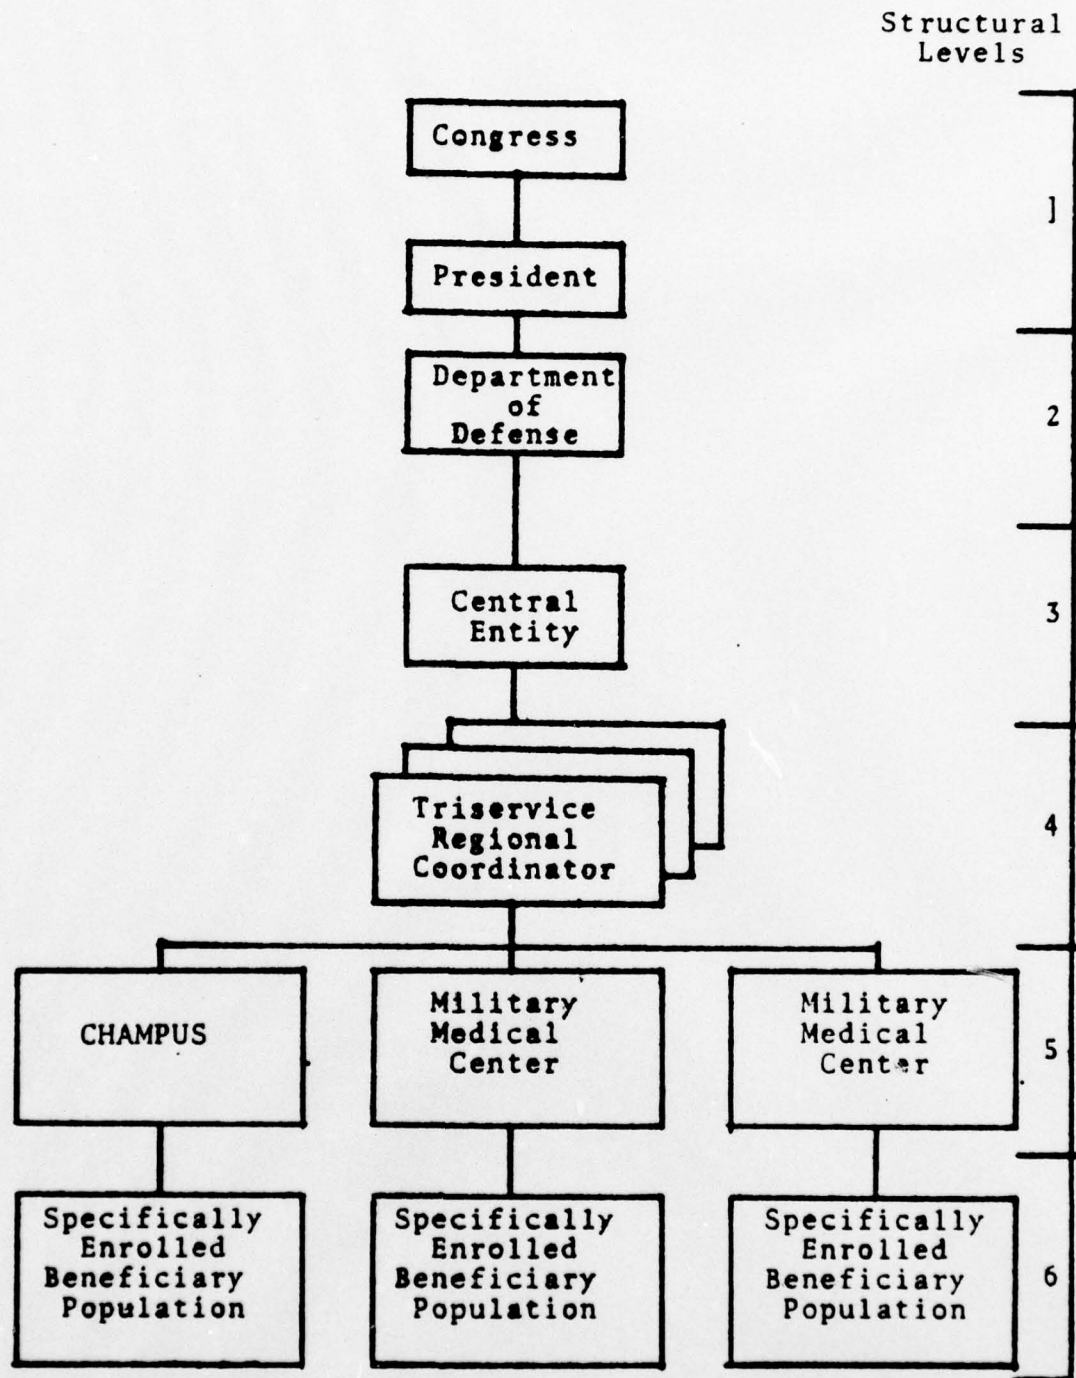 Structural
Levels
Congress
1
President
Department
of
Defense
2
Central
Entity
3
Triservice
Regional
Coordinator
4
CHAMPUS
Military
Medical
Center
Military
Medical
Center
5
Specifically
Enrolled
Beneficiary
Population
Specifically
Enrolled
Beneficiary
Population
Specifically
Enrolled
Beneficiary
Population
6